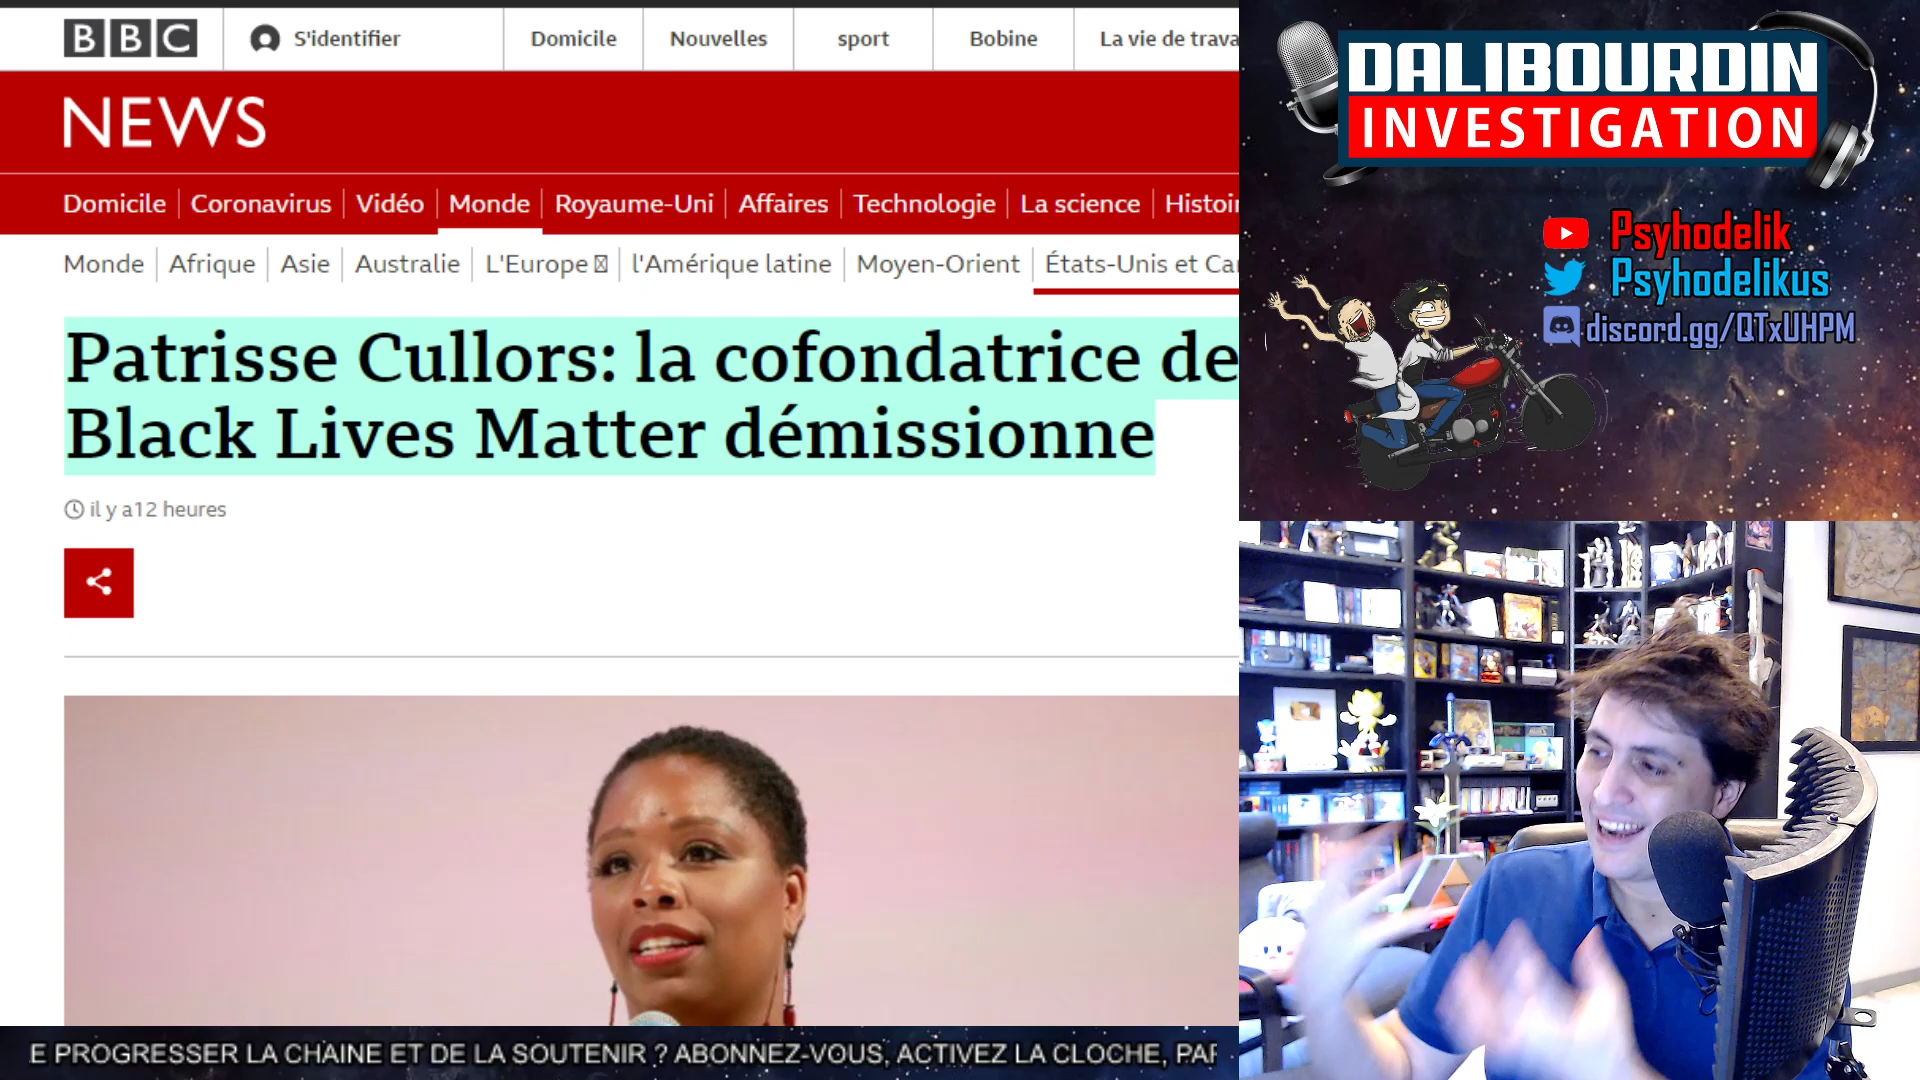 BBC
S'identifier
Domicile
Nouvelles
sport
Bobine
La vie de trava
NEWS
Domicile
Coronavirus
Vidéo
Monde
Royaume-Uni
Affaires
Technologie
La science
Histoir
Monde
Afrique
Asie
Australie
L'Europe
l'Amérique latine
Moyen-Orient
États-Unis et Ca
Patrisse Cullors: la cofondatrice de
Black Lives Matter démissionne
il y a12 heures
DALIBOURDIN
INVESTIGATION
Psyhodelik
Psyhodelikus
discord.gg/QTxUHPM
E PROGRESSER LA CHAINE ET DE LA SOUTENIR ? ABONNEZ-VOUS, ACTIVEZ LA CLOCHE, PAR